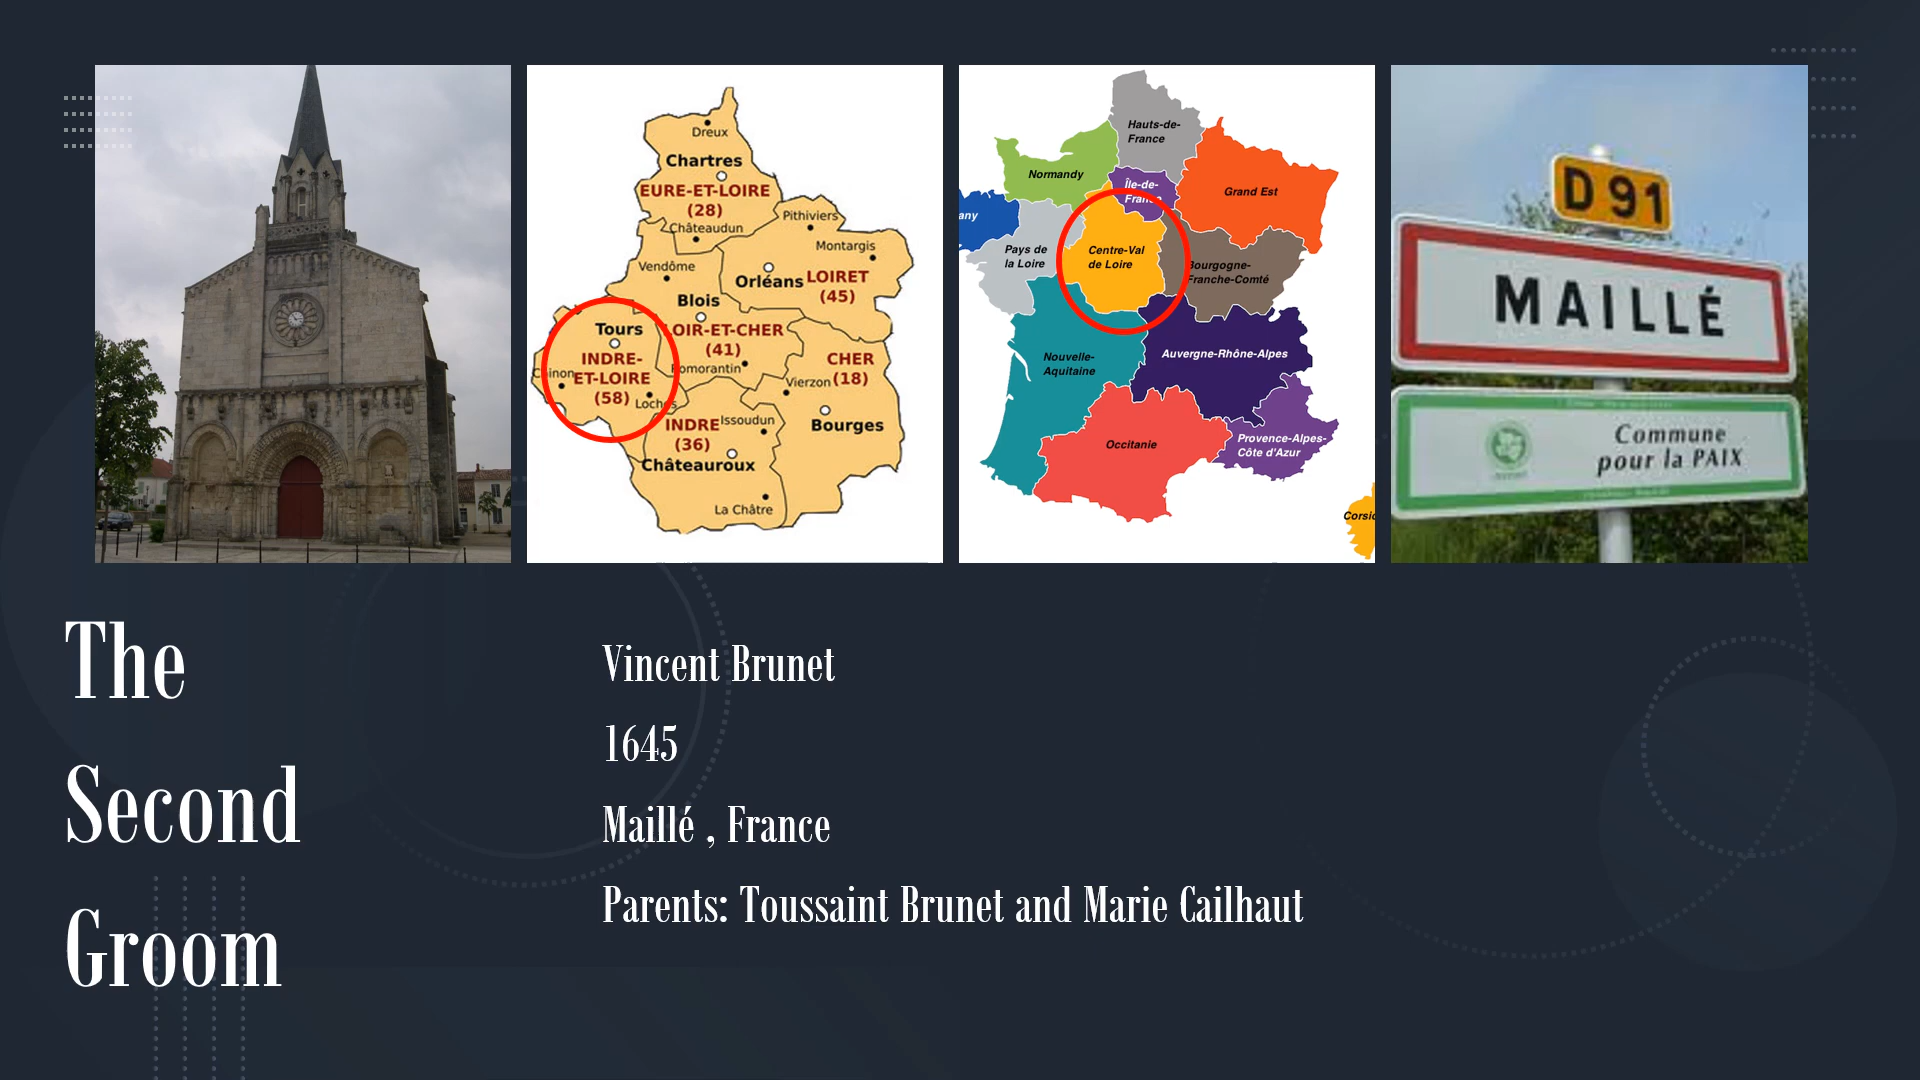 Dreux
Chartres
EURE-ET-LOIRE
(28)
Châteaudun
Pithiviers
Montargis
Vendôme
Orléans
LOIRET
(45)
Blois
Tours
OIR-ET-CHER
(41)
INDRE-
ET-LOIRE
(58)
Romorantin
CHER
(18)
Vierzon
Loches
INDRE
(36)
Issoudun
Bourges
Châteauroux
La Châtre
Hauts-de-
France
Normandy
Île-de-
France
Grand Est
any
Pays de
la Loire
Centre-Val
de Loire
Bourgogne-
Franche-Comté
Nouvelle-
Aquitaine
Auvergne-Rhône-Alpes
Occitanie
Provence-Alpes-
Côte d'Azur
Corsic
D 91
MAILLÉ
Commune
pour la PAIX
The
Second
Groom
Vincent Brunet
1645
Maillé , France
Parents: Toussaint Brunet and Marie Cailhaut